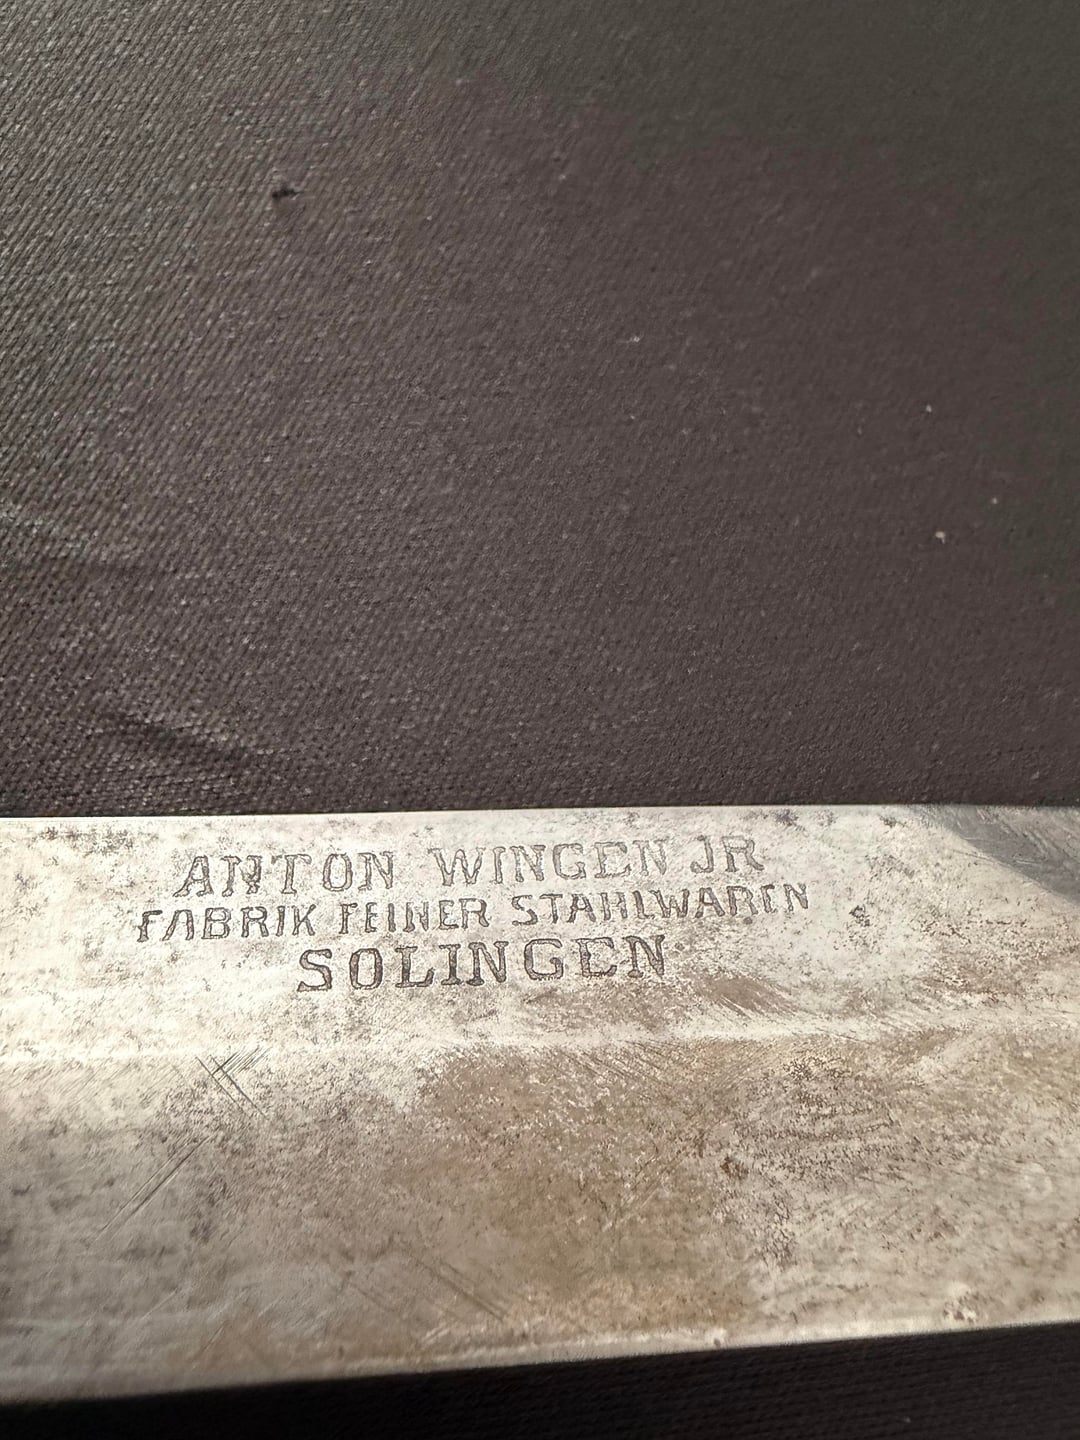 ANTON WINGEN JR
FABRIK FEINER STAHLWAREN
SOLINGEN